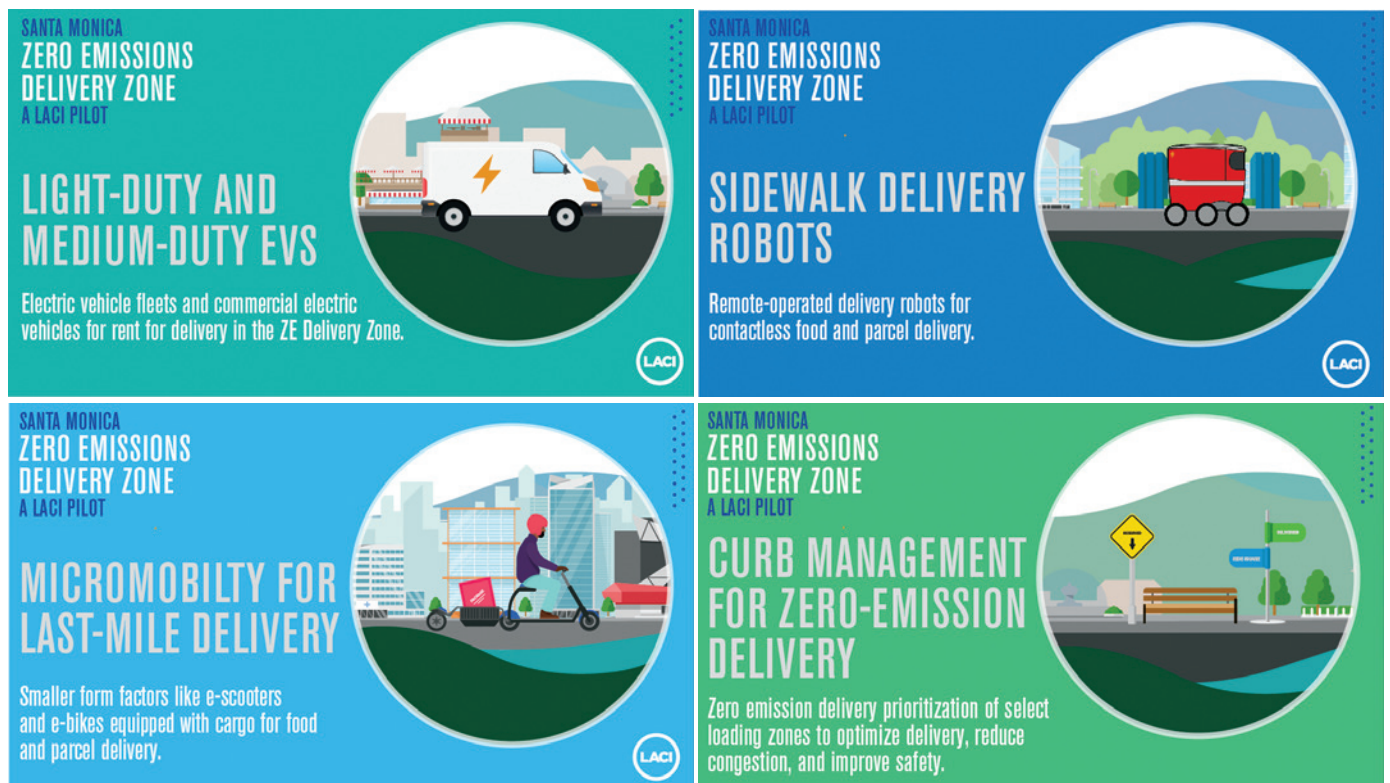 SANTA MONICA
ZERO EMISSIONS
DELIVERY ZONE
A LACI PILOT
LIGHT-DUTY AND
MEDIUM-DUTY EVS
Electric vehicle fleets and commercial electric
vehicles for rent for delivery in the ZE Delivery Zone.
LACI
SANTA MONICA
ZERO EMISSIONS
DELIVERY ZONE
A LACI PILOT
SIDEWALK DELIVERY
ROBOTS
Remote-operated delivery robots for
contactless food and parcel delivery.
LACI
SANTA MONICA
ZERO EMISSIONS
DELIVERY ZONE
A LACI PILOT
MICROMOBILTY FOR
LAST-MILE DELIVERY
Smaller form factors like e-scooters
and e-bikes equipped with cargo for food
and parcel delivery.
LACI
SANTA MONICA
ZERO EMISSIONS
DELIVERY ZONE
A LACI PILOT
CURB MANAGEMENT
FOR ZERO-EMISSION
DELIVERY
Zero emission delivery prioritization of select
loading zones to optimize delivery, reduce
congestion, and improve safety.